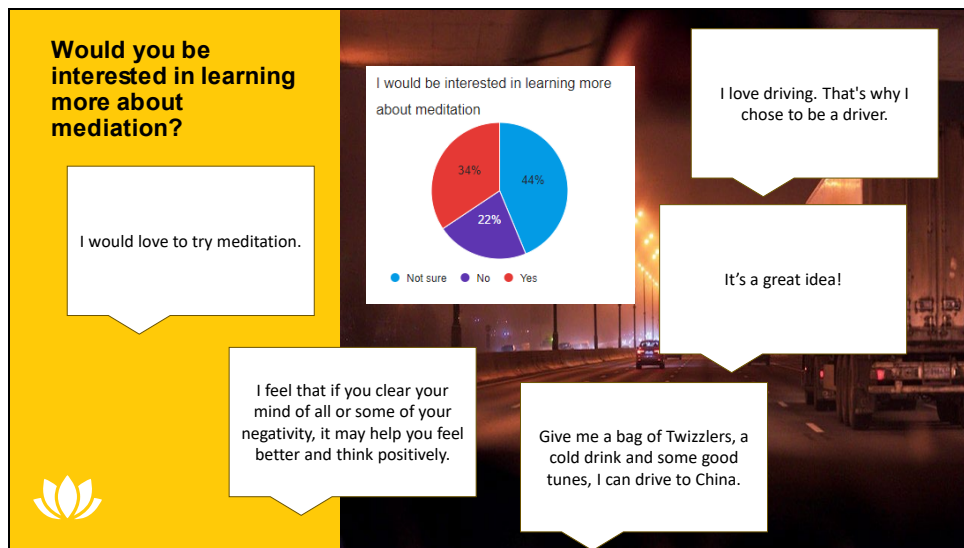 Would you be
interested in learning
more about
mediation?
I would be interested in learning more
about meditation
34%
44%
22%
Not sure
No
Yes
I love driving. That's why I
chose to be a driver.
I would love to try meditation.
It’s a great idea!
I feel that if you clear your
mind of all or some of your
negativity, it may help you feel
better and think positively.
Give me a bag of Twizzlers, a
cold drink and some good
tunes, I can drive to China.